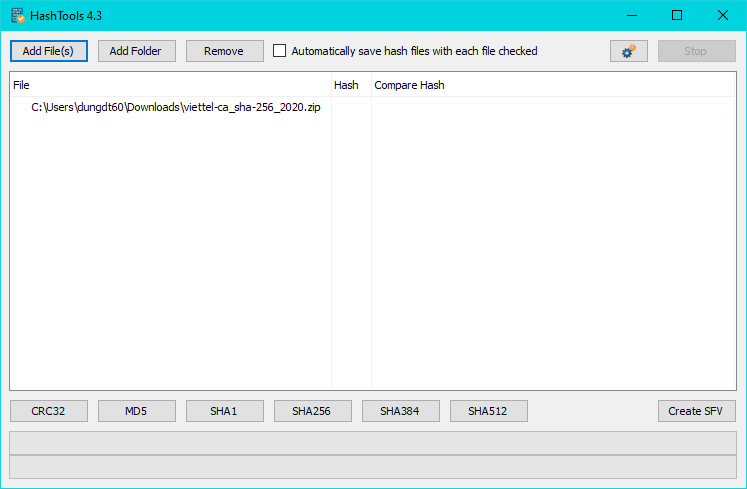 HashTools 4.3
Add File(s) Add Folder Remove Automatically save hash files with each file checked Stop
File Hash Compare Hash
C:\Users\dungdt60\Downloads\viettel-ca_sha-256_2020.zip
CRC32 MD5 SHA1 SHA256 SHA384 SHA512 Create SFV